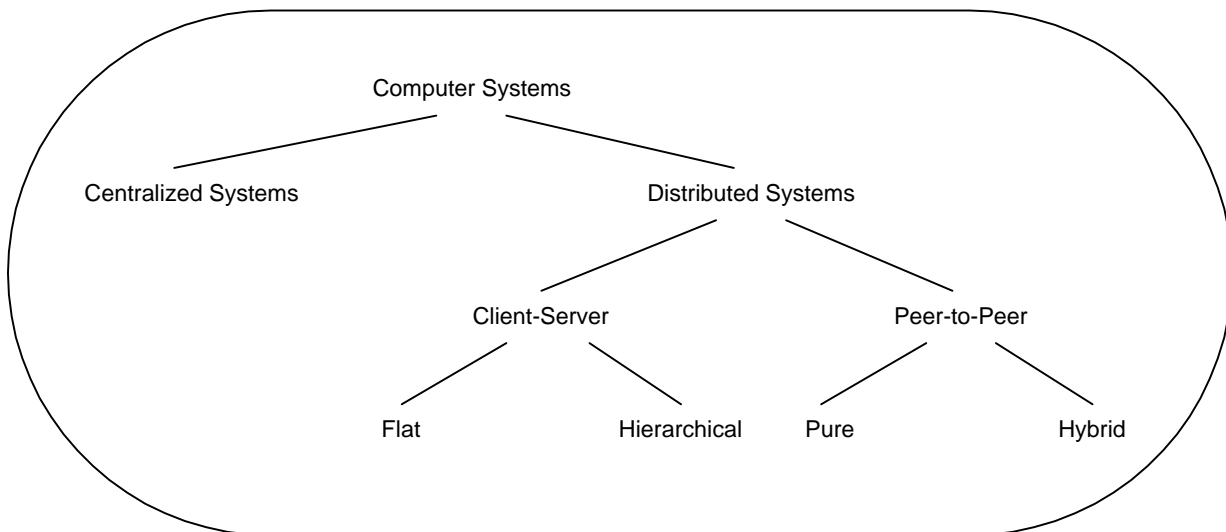 Computer Systems
Centralized Systems
Distributed Systems
Client-Server
Peer-to-Peer
Flat
Hierarchical
Pure
Hybrid